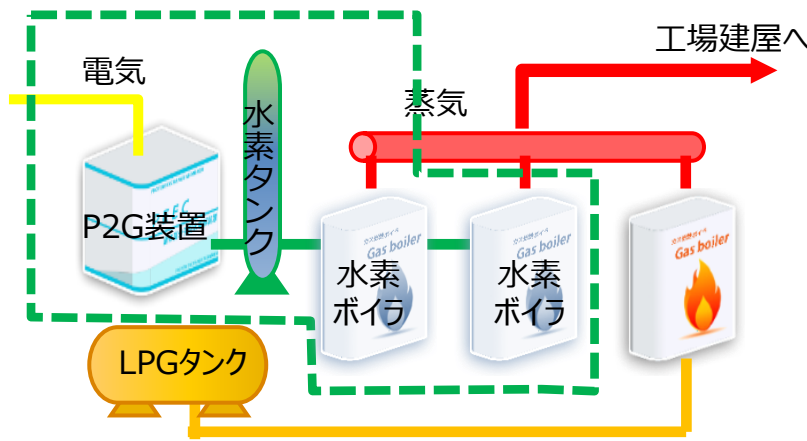 工場建屋へ
電気
蒸気
水素タンク
P2G装置
Gas boiler
水素
ボイラ
Gas boiler
水素
ボイラ
Gas boiler
LPGタンク